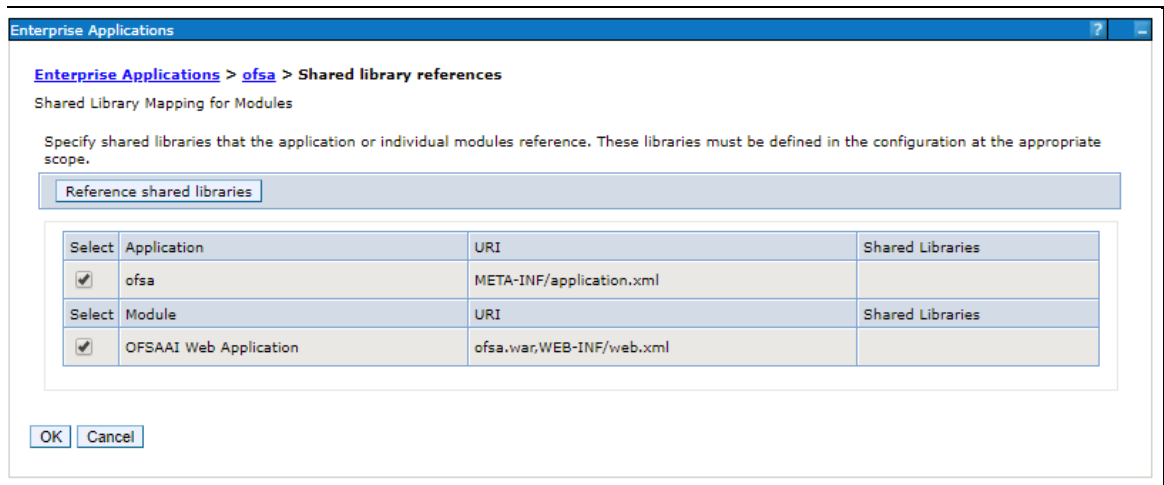 Enterprise Applications ? –
Enterprise Applications > ofsa > Shared library references
Shared Library Mapping for Modules
Specify shared libraries that the application or individual modules reference. These libraries must be defined in the configuration at the appropriate
scope.
Reference shared libraries
Select Application URI Shared Libraries
ofsa META-INF/application.xml
Select Module URI Shared Libraries
OFSAAI Web Application ofsa.war,WEB-INF/web.xml
OK Cancel